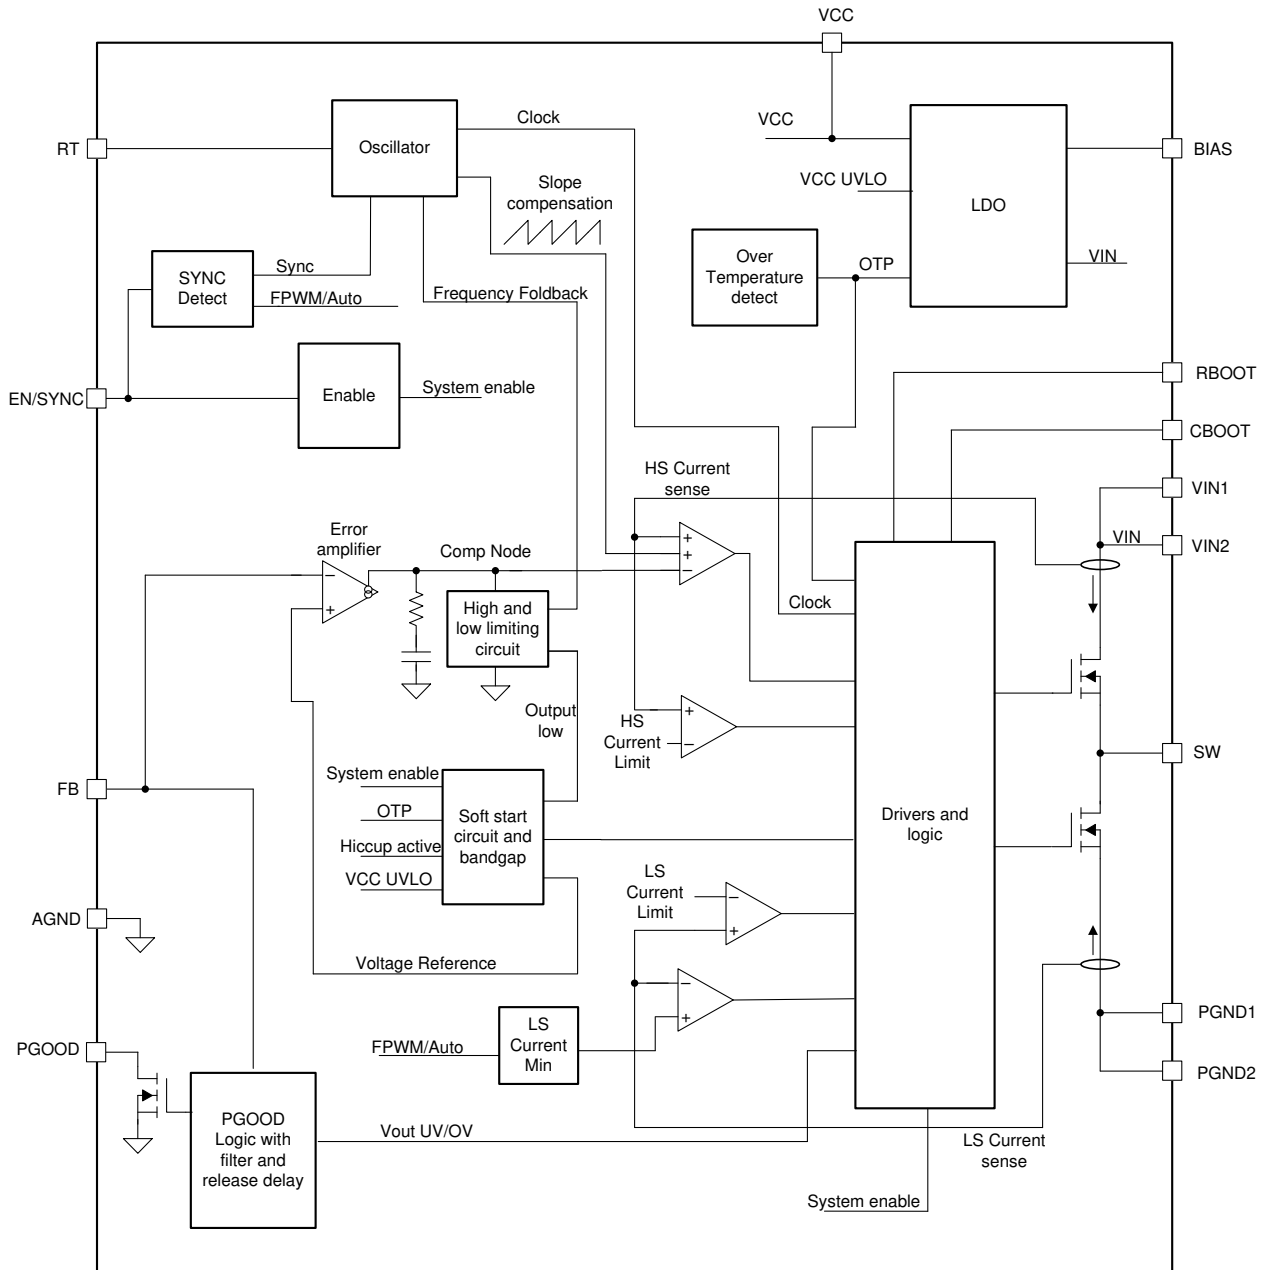 VCC
RT
Oscillator
Clock
VCC
BIAS
VCC UVLO
LDO
Slope
compensation
Over
Temperature
detect
OTP
VIN
SYNC
Detect
Sync
FPWM/Auto
Frequency Foldback
RBOOT
EN/SYNC
Enable
System enable
CBOOT
HS Current
sense
VIN1
VIN
VIN2
Error
amplifier
Comp Node
+
+
−
−
+
High and
low limiting
circuit
Clock
Output
low
HS
Current
Limit
+
−
SW
FB
System enable
OTP
Hiccup active
VCC UVLO
Soft start
circuit and
bandgap
Drivers and
logic
LS
Current
Limit
−
+
AGND
Voltage Reference
−
+
PGND1
LS
Current
Min
FPWM/Auto
PGOOD
PGND2
PGOOD
Logic with
filter and
release delay
Vout UV/OV
LS Current
sense
System enable